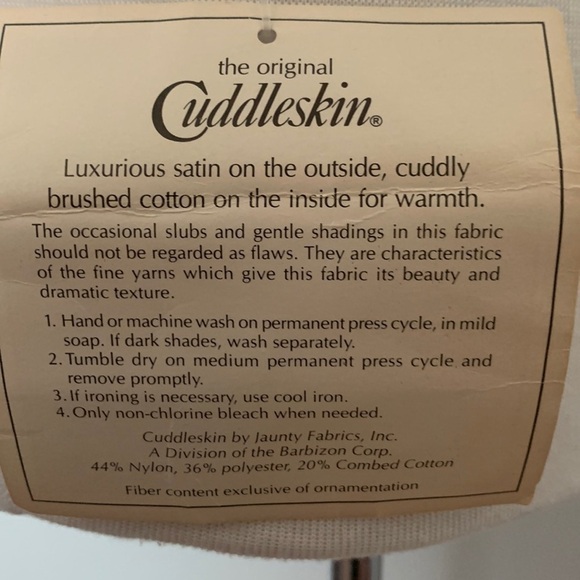 the original
Cuddleskin®
Luxurious satin on the outside, cuddly
brushed cotton on the inside for warmth.
The occasional slubs and gentle shadings in this fabric
should not be regarded as flaws. They are characteristics
of the fine yarns which give this fabric its beauty and
dramatic texture.
1. Hand or machine wash on permanent press cycle, in mild
soap. If dark shades, wash separately.
2. Tumble dry on medium permanent press cycle and
remove promptly.
3. If ironing is necessary, use cool iron.
4. Only non-chlorine bleach when needed.
Cuddleskin by Jaunty Fabrics, Inc.
A Division of the Barbizon Corp.
44% Nylon, 36% polyester, 20% Combed Cotton
Fiber content exclusive of ornamentation